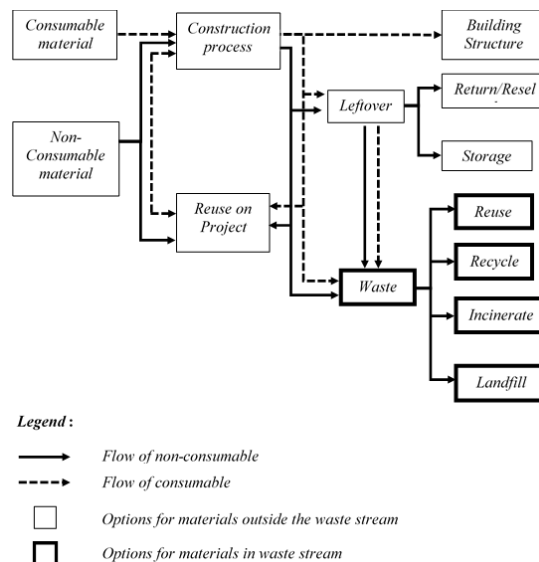 Consumable
material
Construction
process
Building
Structure
Leftover
Return/Resel
Non-
Consumable
material
Storage
Reuse on
Project
Reuse
Recycle
Waste
Incinerate
Landfill
Legend :
Flow of non-consumable
Flow of consumable
Options for materials outside the waste stream
Options for materials in waste stream